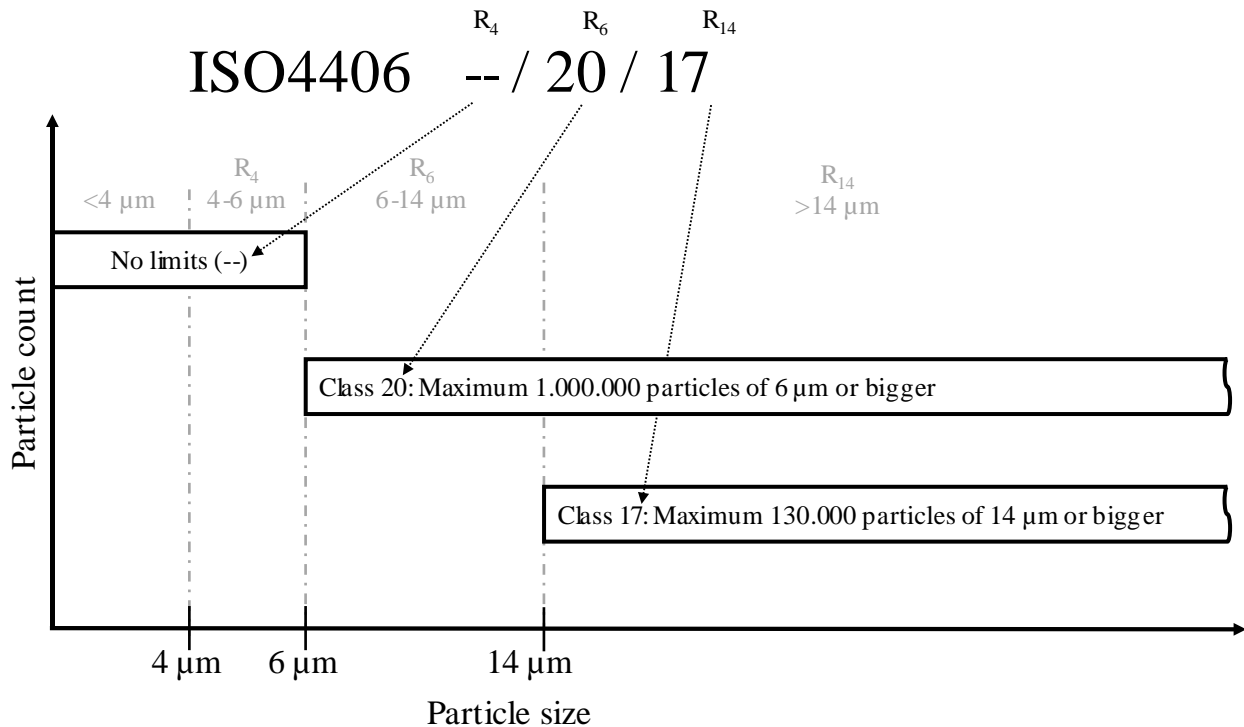 R4 R6 R14
ISO4406 -- / 20 / 17
R4 R6 R14
<4 µm 4-6 µm 6-14 µm >14 µm
No limits (--)
Class 20: Maximum 1.000.000 particles of 6 µm or bigger
Class 17: Maximum 130.000 particles of 14 µm or bigger
Particle count
4 µm 6 µm 14 µm
Particle size